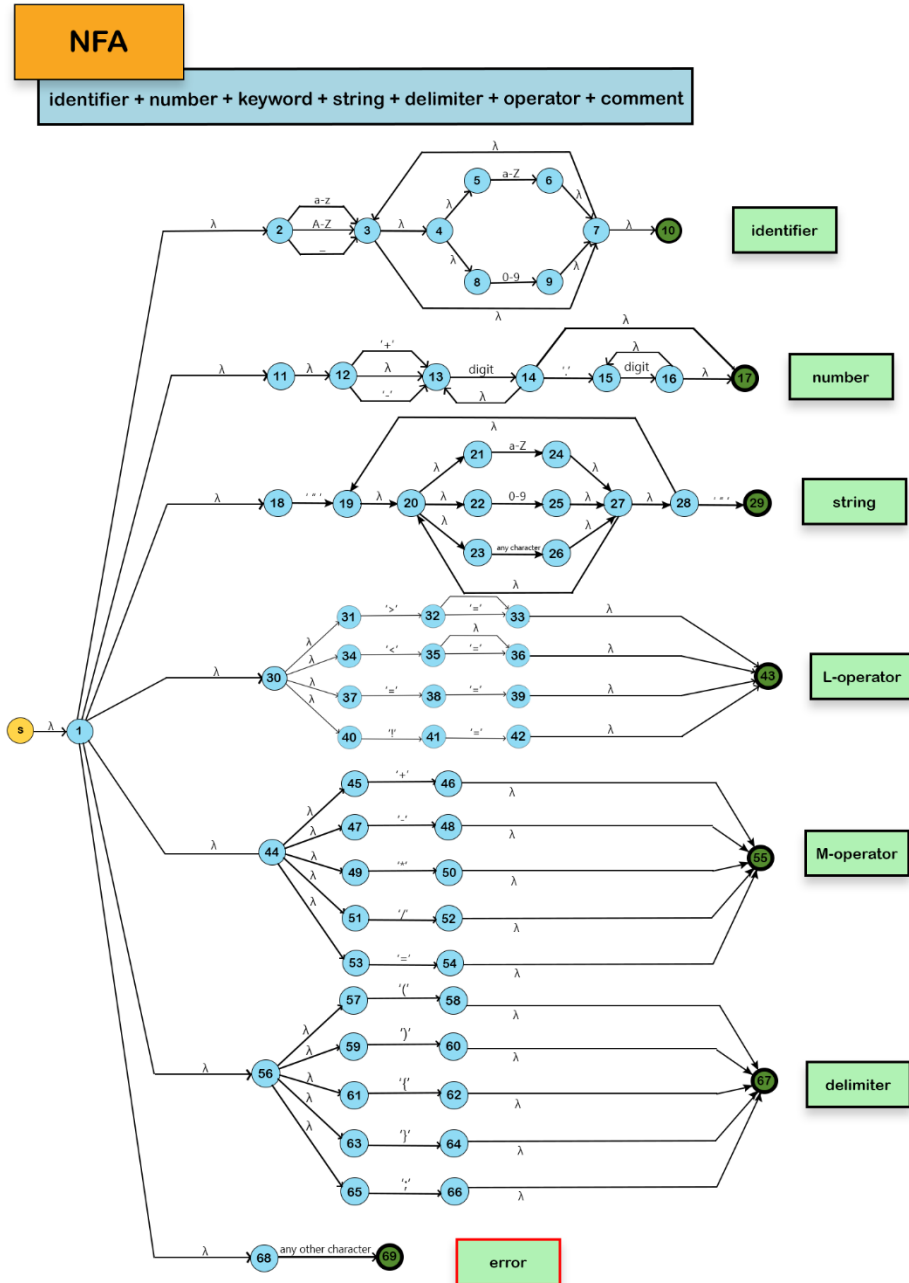 NFA
identifier + number + keyword + string + delimiter + operator + comment
λ
5 a-Z 6
a-z
λ λ
λ 2 A-Z 3 λ 4 7 λ 10 identifier
_
λ λ
8 0-9 9
λ
λ
'+' λ
λ 11 λ 12 λ 13 digit 14 '.' 15 digit 16 λ 17 number
'-' λ
λ
21 a-Z 24
λ λ
λ 18 ' " ' 19 λ 20 λ 22 0-9 25 λ 27 λ 28 ' " ' 29 string
λ λ
23 any character 26
λ
31 '>' 32 '=' 33 λ
λ λ
λ 34 '<' 35 '=' 36 λ
λ 30 43 L-operator
λ 37 '=' 38 '=' 39 λ
λ
40 '!' 41 '=' 42 λ
s λ 1
45 '+' 46 λ
λ
λ 47 '-' 48 λ
λ 44 λ 49 '*' 50 λ 55 M-operator
λ 51 '/' 52 λ
λ
53 '=' 54 λ
57 '(' 58 λ
λ
λ 59 ')' 60 λ
λ 56 λ 61 '{' 62 λ 67 delimiter
λ 63 '}' 64 λ
λ
65 ';' 66 λ
λ 68 any other character 69 error